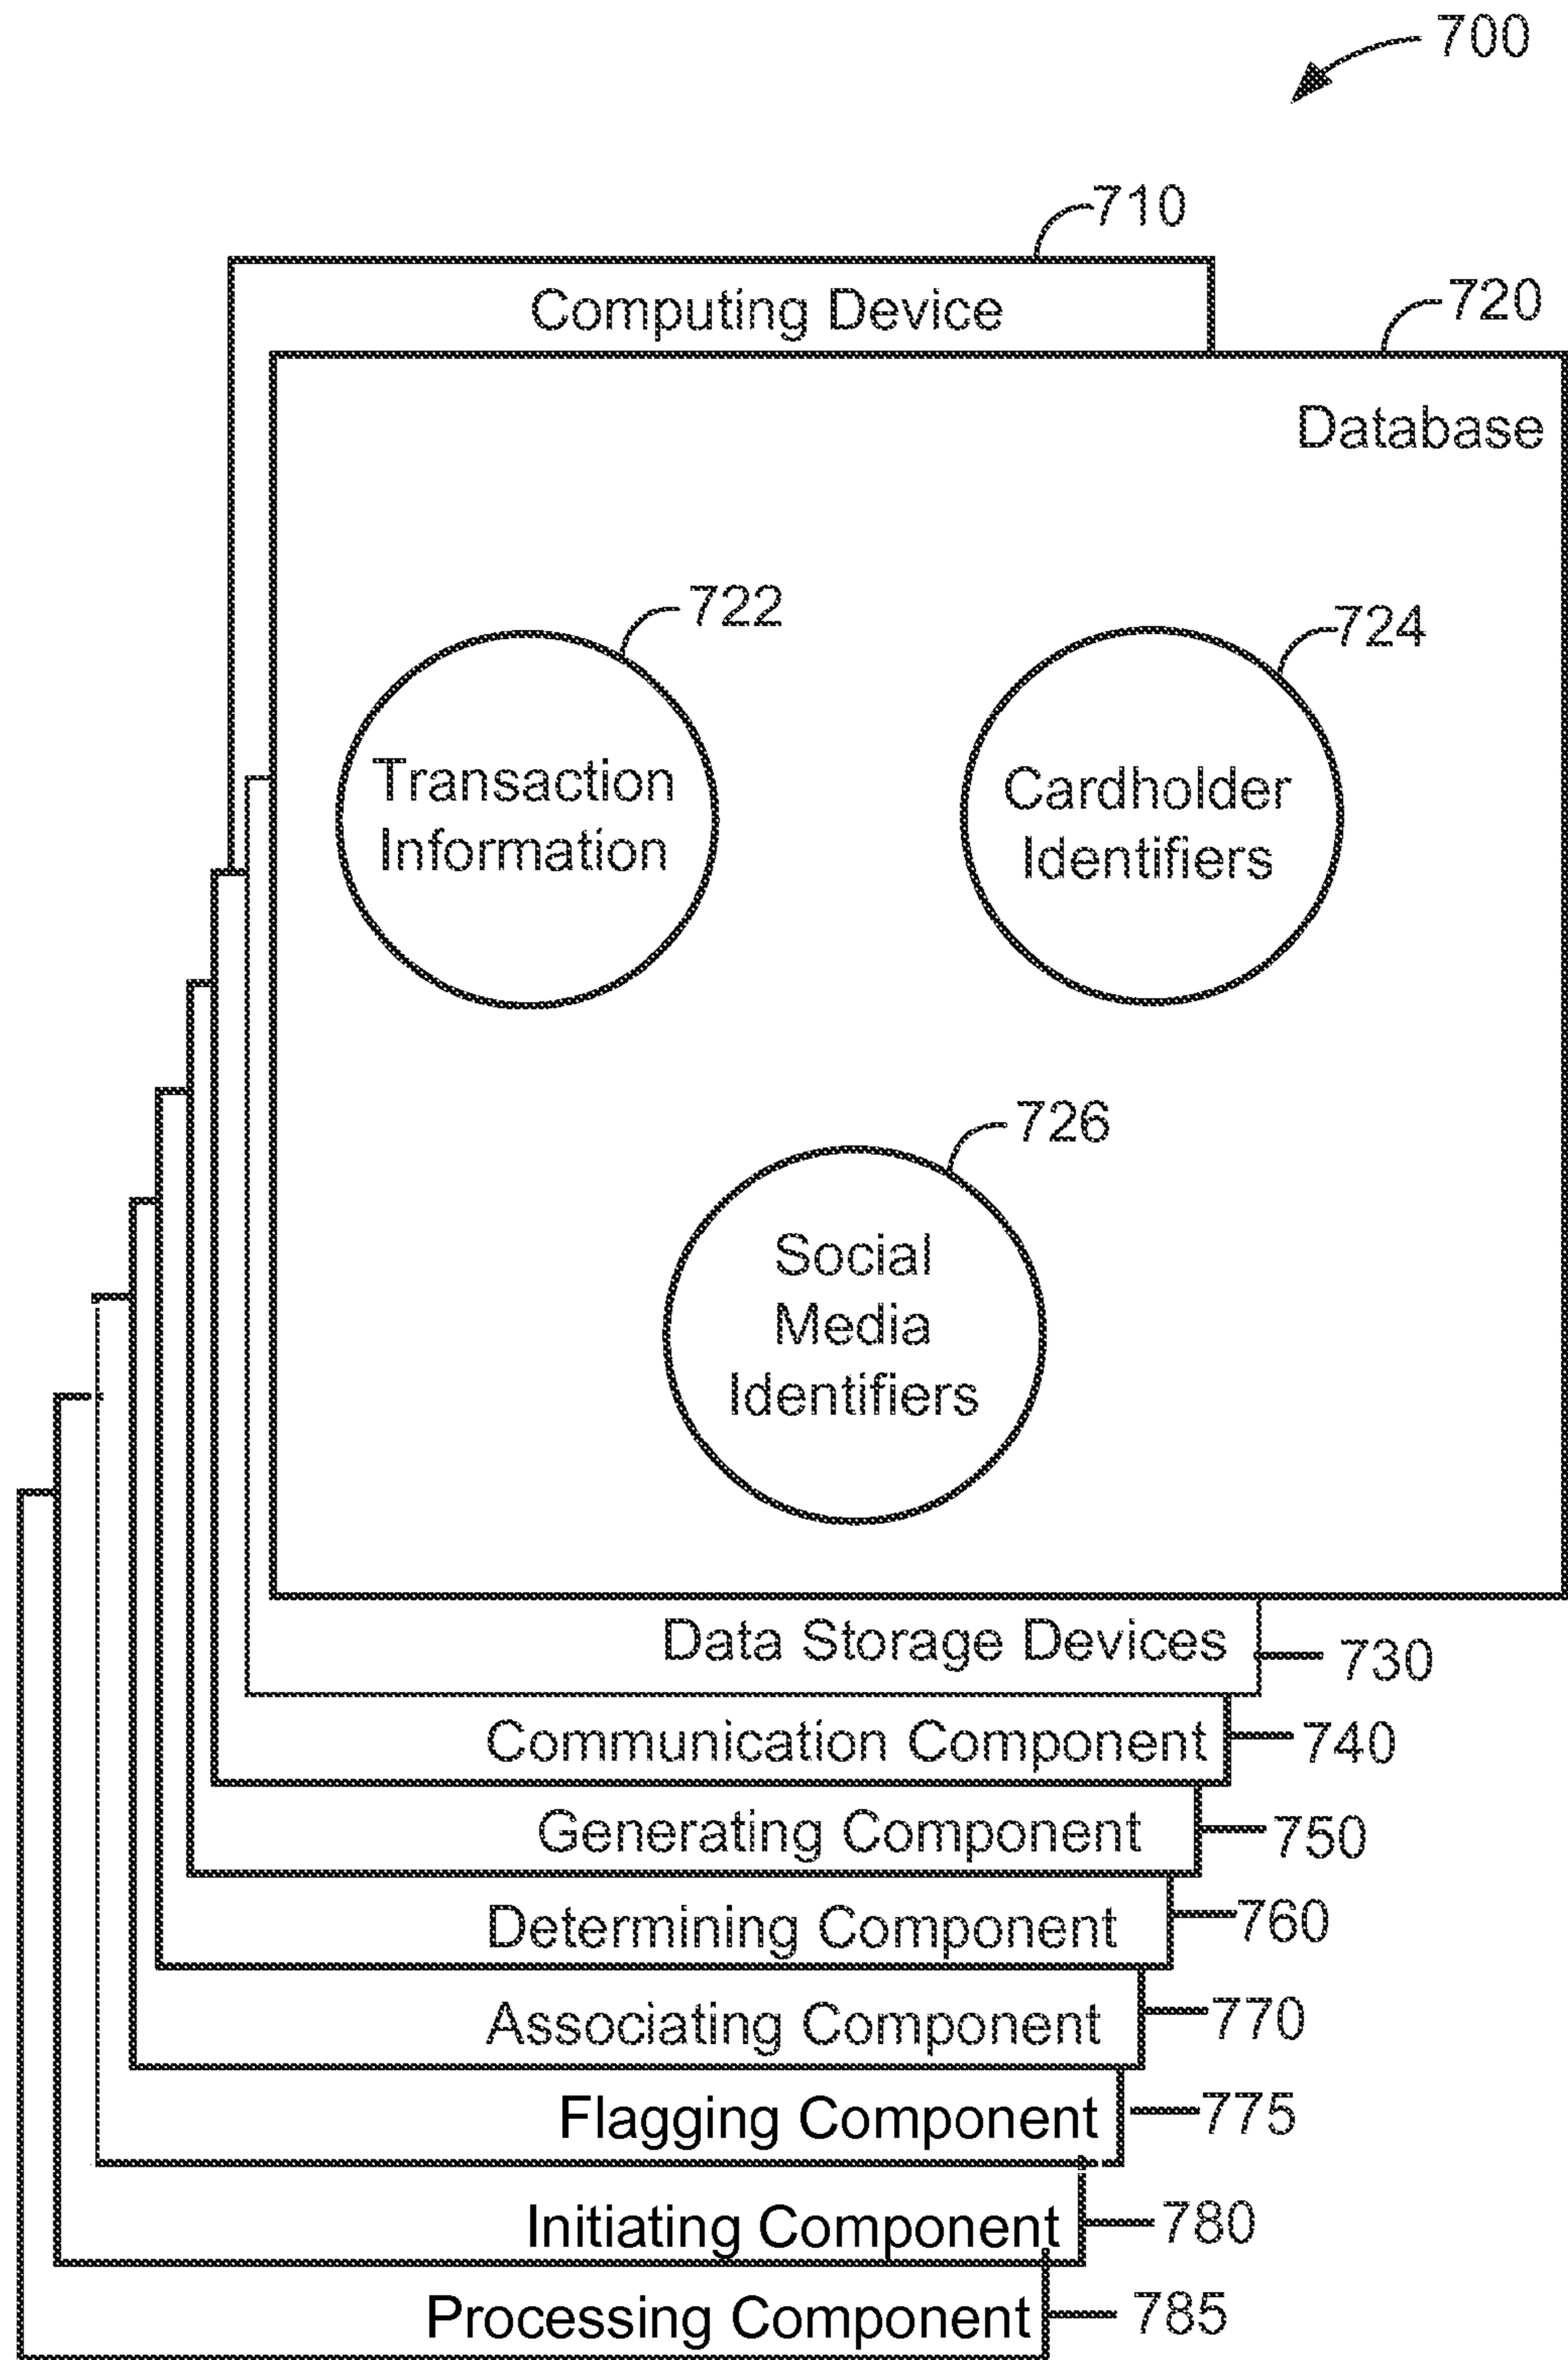 700
710
Computing Device
720
Database
722
724
Transaction
Information
Cardholder
Identifiers
726
Social
Media
Identifiers
Data Storage Devices
730
Communication Component
740
Generating Component
750
Determining Component
760
Associating Component
770
Flagging Component
775
Initiating Component
780
Processing Component
785